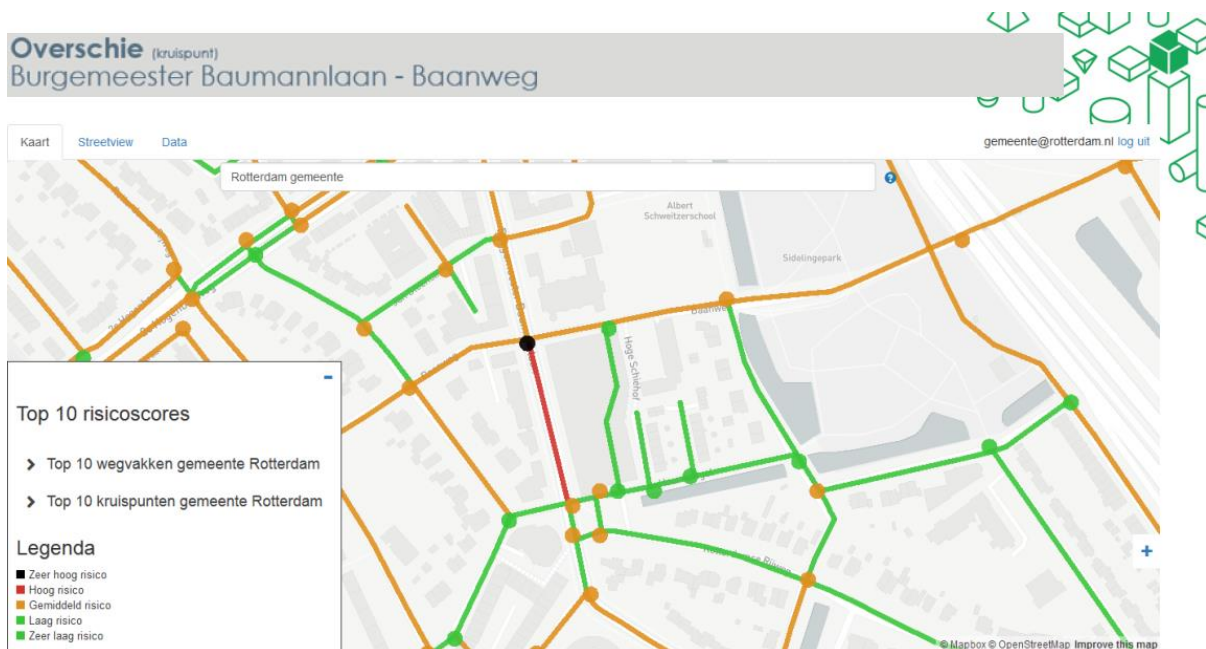 Overschie (kruispunt)
Burgemeester Baumannlaan - Baanweg
Kaart Streetview Data gemeente@rotterdam.nl log uit
Rotterdam gemeente ?
Albert
Schweitzerschool
Sidelingepark
Baanweg
Baanweg
Hoge Schiehof
Top 10 risicoscores
Top 10 wegvakken gemeente Rotterdam
Top 10 kruispunten gemeente Rotterdam
Legenda
Zeer hoog risico
Hoog risico
Gemiddeld risico
Laag risico
Zeer laag risico
© Mapbox © OpenStreetMap Improve this map